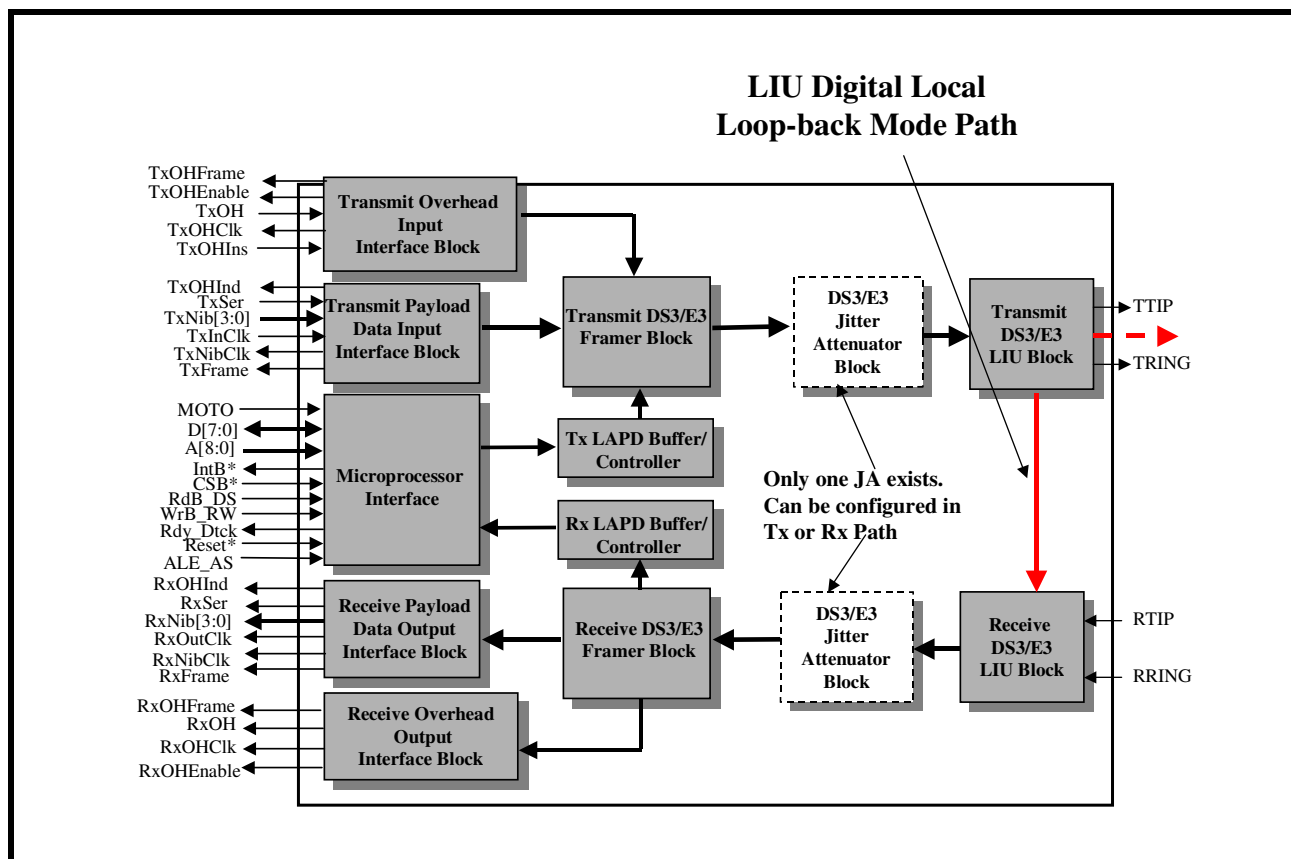 LIU Digital Local
Loop-back Mode Path
TxOHFrame
TxOHEnable
TxOH
TxOHClk
TxOHIns
Transmit Overhead
Input
Interface Block
TxOHInd
TxSer
TxNib[3:0]
TxInClk
TxNibClk
TxFrame
Transmit Payload
Data Input
Interface Block
Transmit DS3/E3
Framer Block
DS3/E3
Jitter
Attenuator
Block
Transmit
DS3/E3
LIU Block
TTIP
TRING
MOTO
D[7:0]
A[8:0]
IntB*
CSB*
RdB_DS
WrB_RW
Rdy_Dtck
Reset*
ALE_AS
Microprocessor
Interface
Tx LAPD Buffer/
Controller
Rx LAPD Buffer/
Controller
Only one JA exists.
Can be configured in
Tx or Rx Path
RxOHInd
RxSer
RxNib[3:0]
RxOutClk
RxNibClk
RxFrame
Receive Payload
Data Output
Interface Block
Receive DS3/E3
Framer Block
DS3/E3
Jitter
Attenuator
Block
Receive
DS3/E3
LIU Block
RTIP
RRING
RxOHFrame
RxOH
RxOHClk
RxOHEnable
Receive Overhead
Output
Interface Block